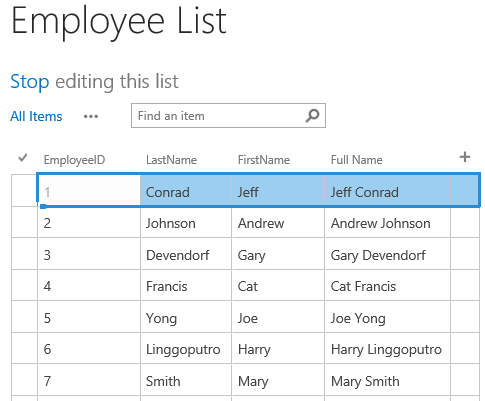 Employee List
Stop editing this list
All Items ••• Find an item
✓ EmployeeID LastName FirstName Full Name +
1 Conrad Jeff Jeff Conrad
2 Johnson Andrew Andrew Johnson
3 Devendorf Gary Gary Devendorf
4 Francis Cat Cat Francis
5 Yong Joe Joe Yong
6 Linggoputro Harry Harry Linggoputro
7 Smith Mary Mary Smith